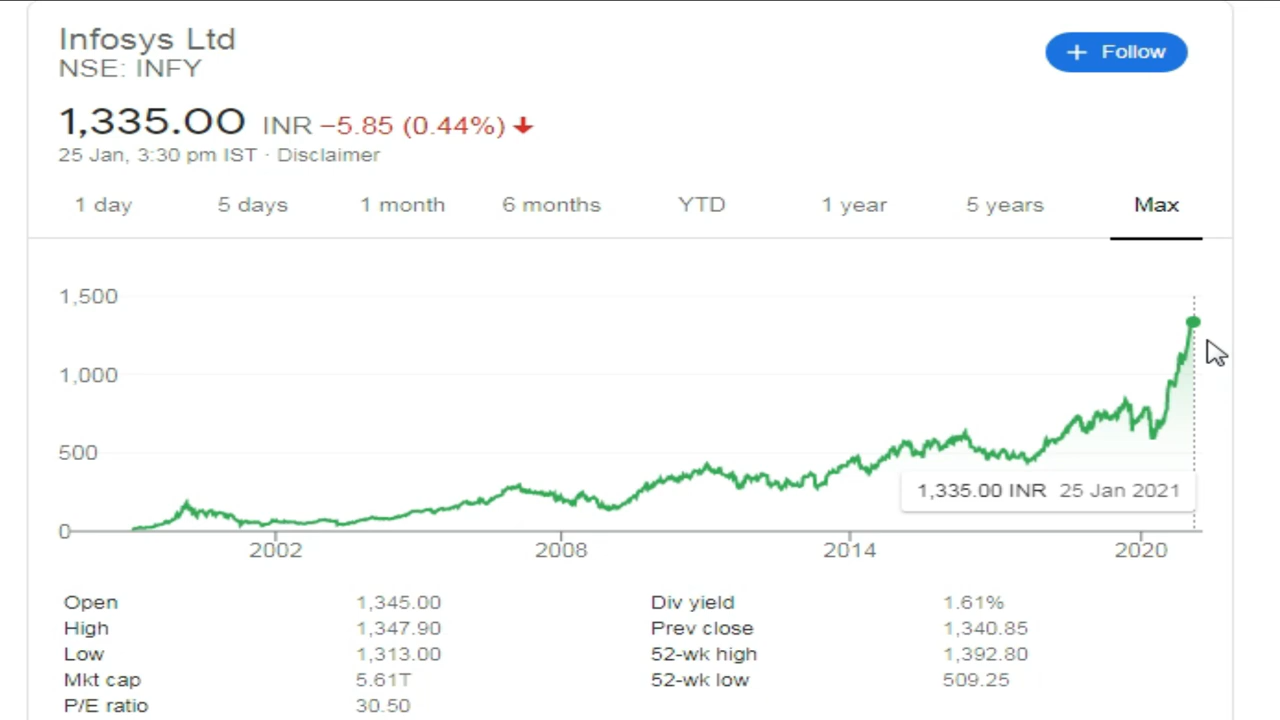 Infosys Ltd
NSE: INFY
+ Follow
1,335.00 INR −5.85 (0.44%)
25 Jan, 3:30 pm IST · Disclaimer
1 day 5 days 1 month 6 months YTD 1 year 5 years Max
1,500
1,000
500
0
1,335.00 INR 25 Jan 2021
2002 2008 2014 2020
Open 1,345.00 Div yield 1.61%
High 1,347.90 Prev close 1,340.85
Low 1,313.00 52-wk high 1,392.80
Mkt cap 5.61T 52-wk low 509.25
P/E ratio 30.50